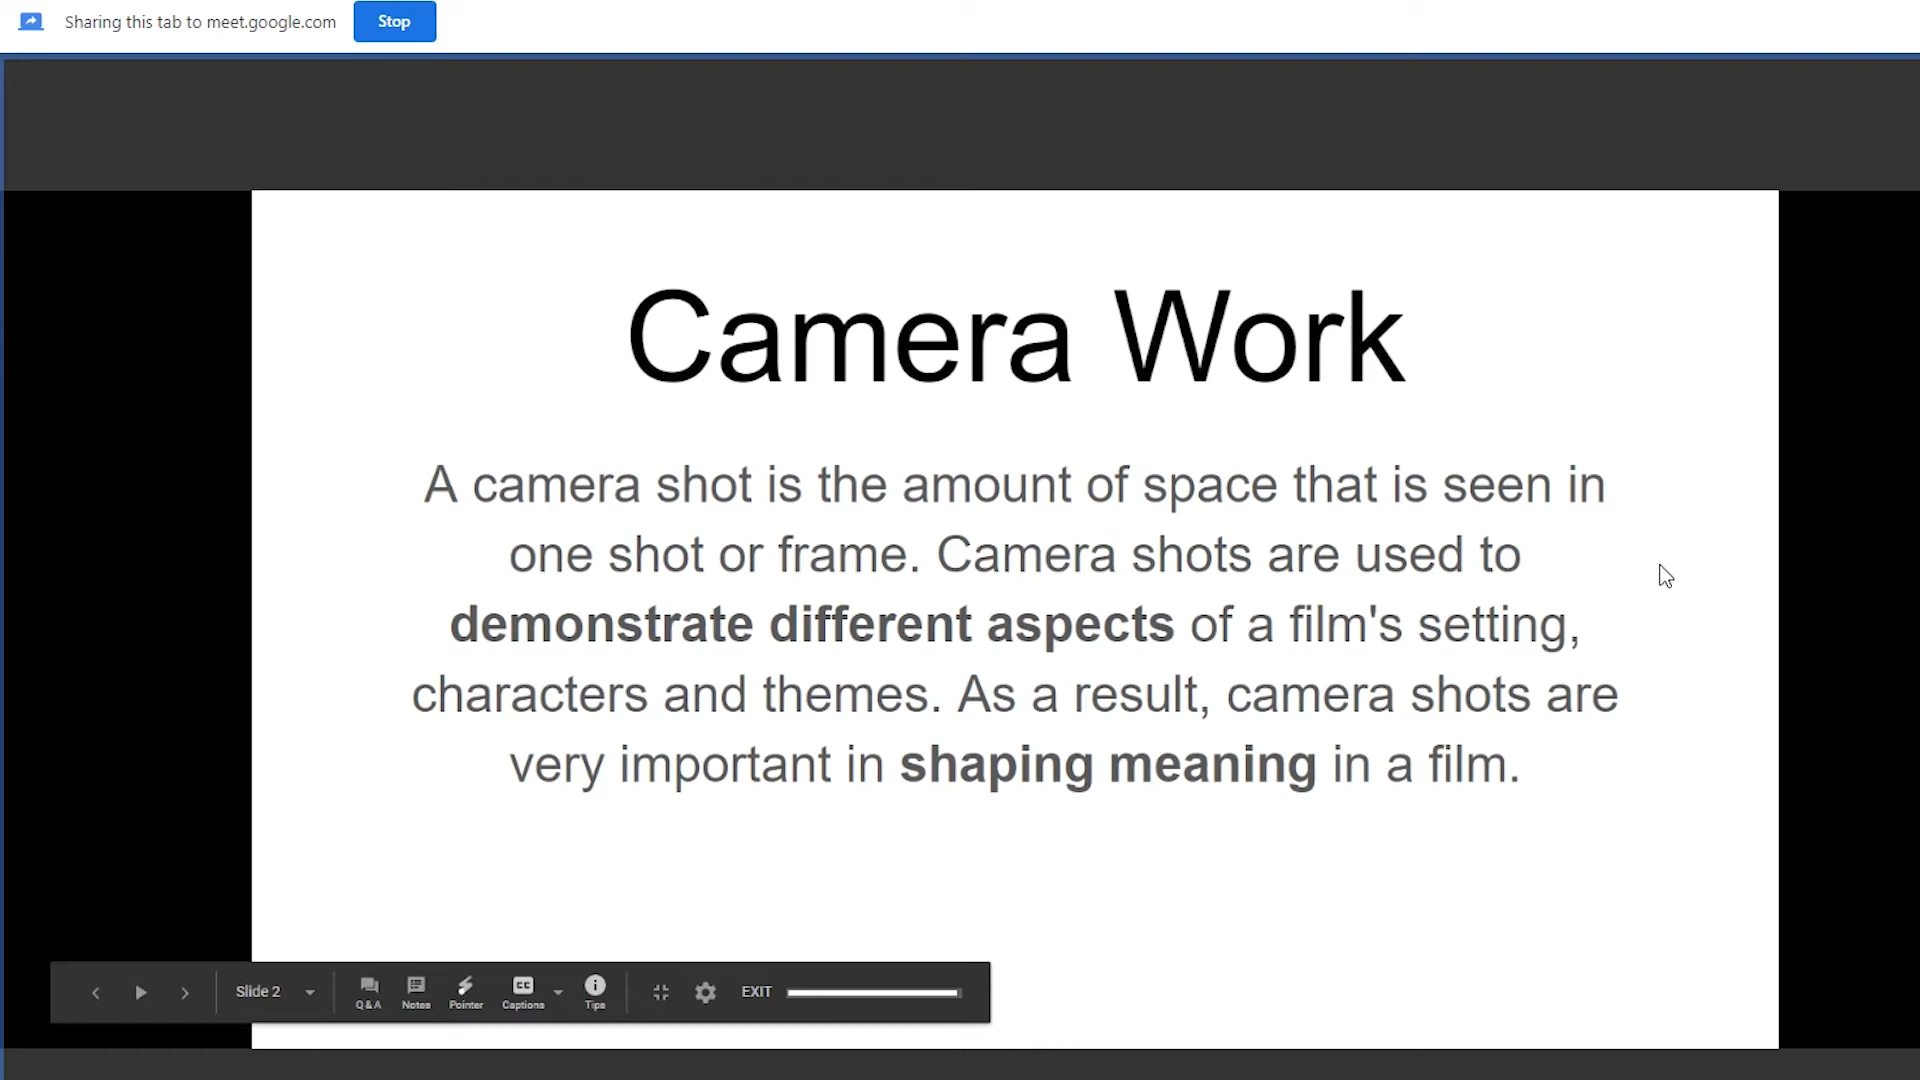 Sharing this tab to meet.google.com Stop
Camera Work
A camera shot is the amount of space that is seen in
one shot or frame. Camera shots are used to
demonstrate different aspects of a film's setting,
characters and themes. As a result, camera shots are
very important in shaping meaning in a film.
Slide 2 Q&A Notes Pointer CC Captions Tips EXIT